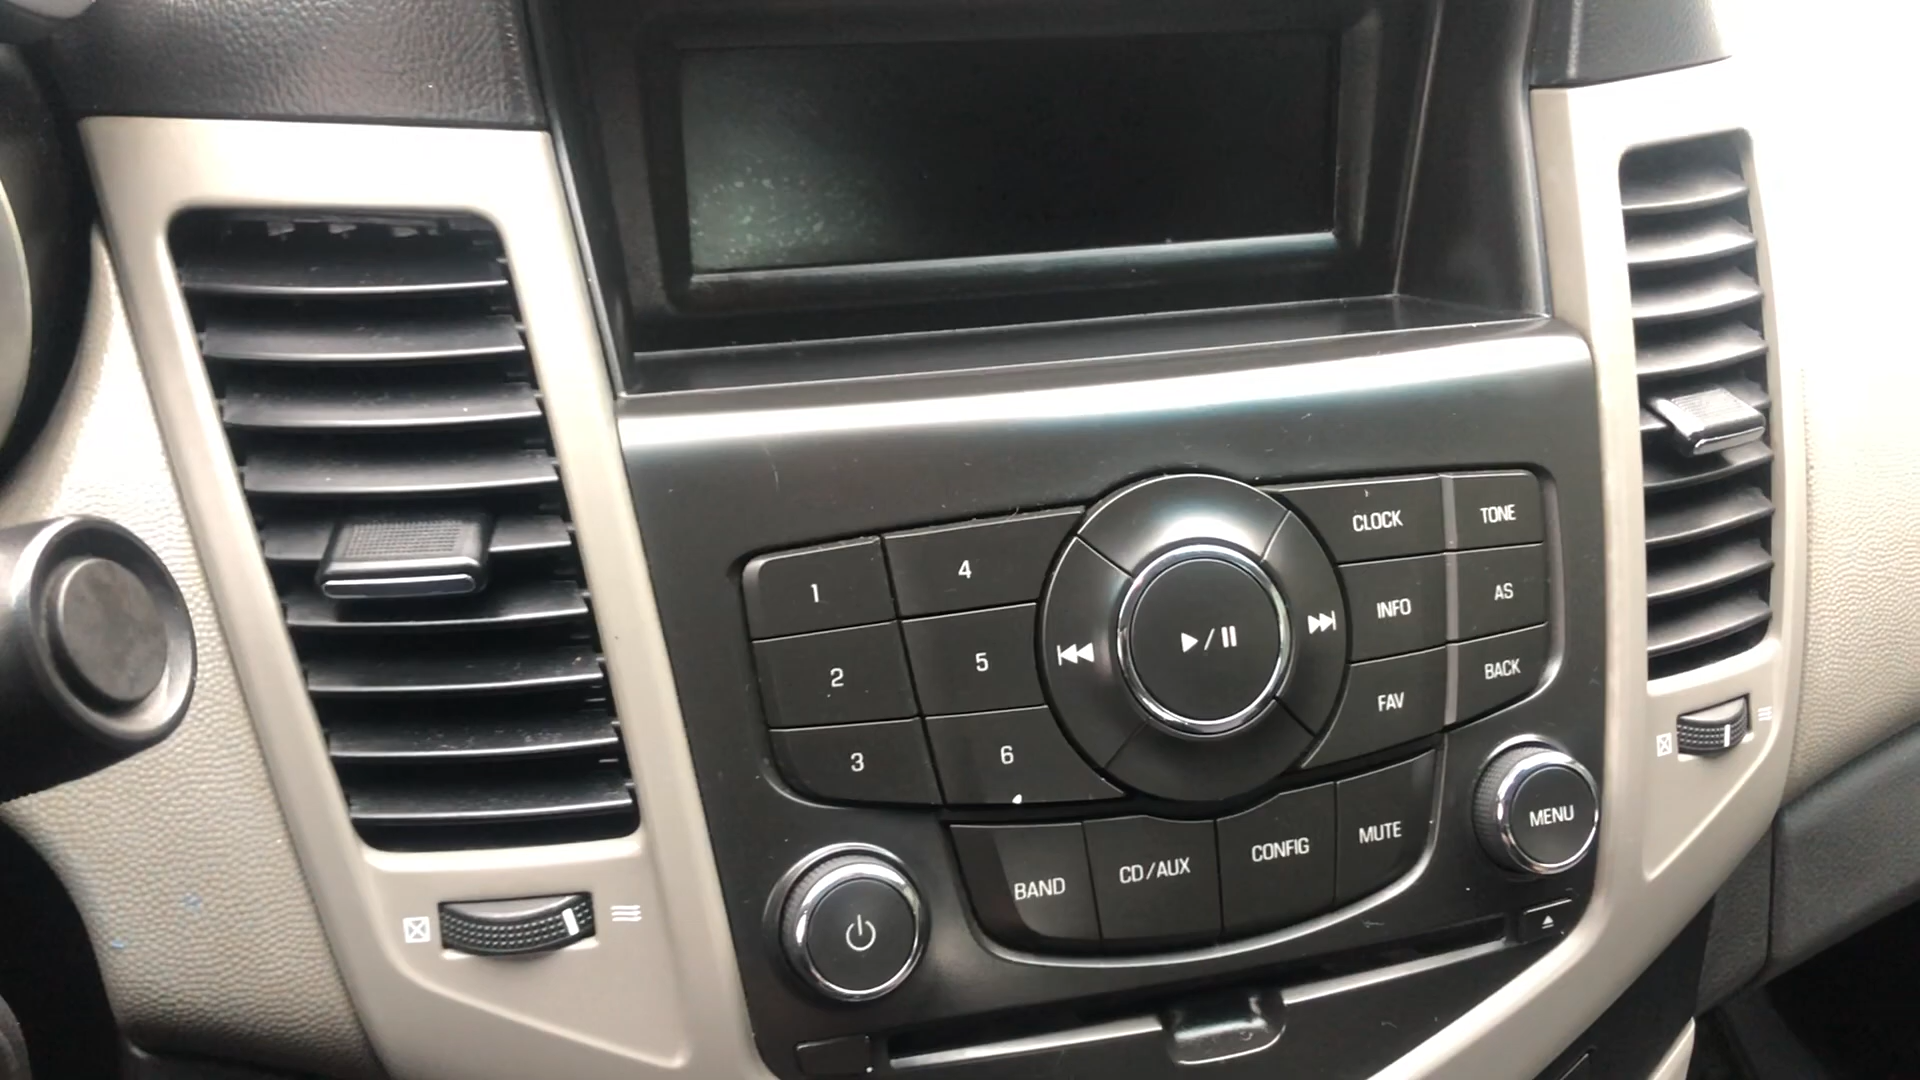 1
4
CLOCK
TONE
2
5
INFO
AS
3
6
FAV
BACK
BAND
CD/AUX
CONFIG
MUTE
MENU